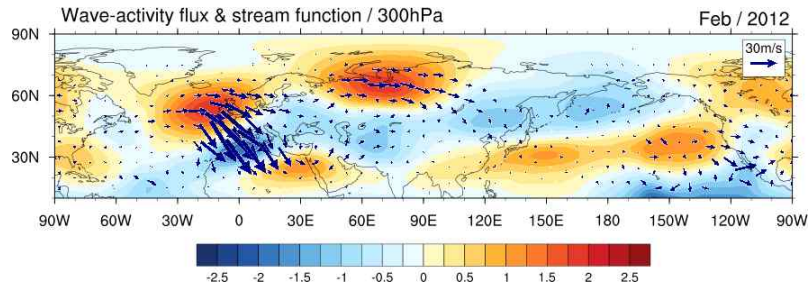 Wave-activity flux & stream function / 300hPa
Feb / 2012
30m/s
90N
60N
30N
90W 60W 30W 0 30E 60E 90E 120E 150E 180 150W 120W 90W
-2.5 -2 -1.5 -1 -0.5 0 0.5 1 1.5 2 2.5